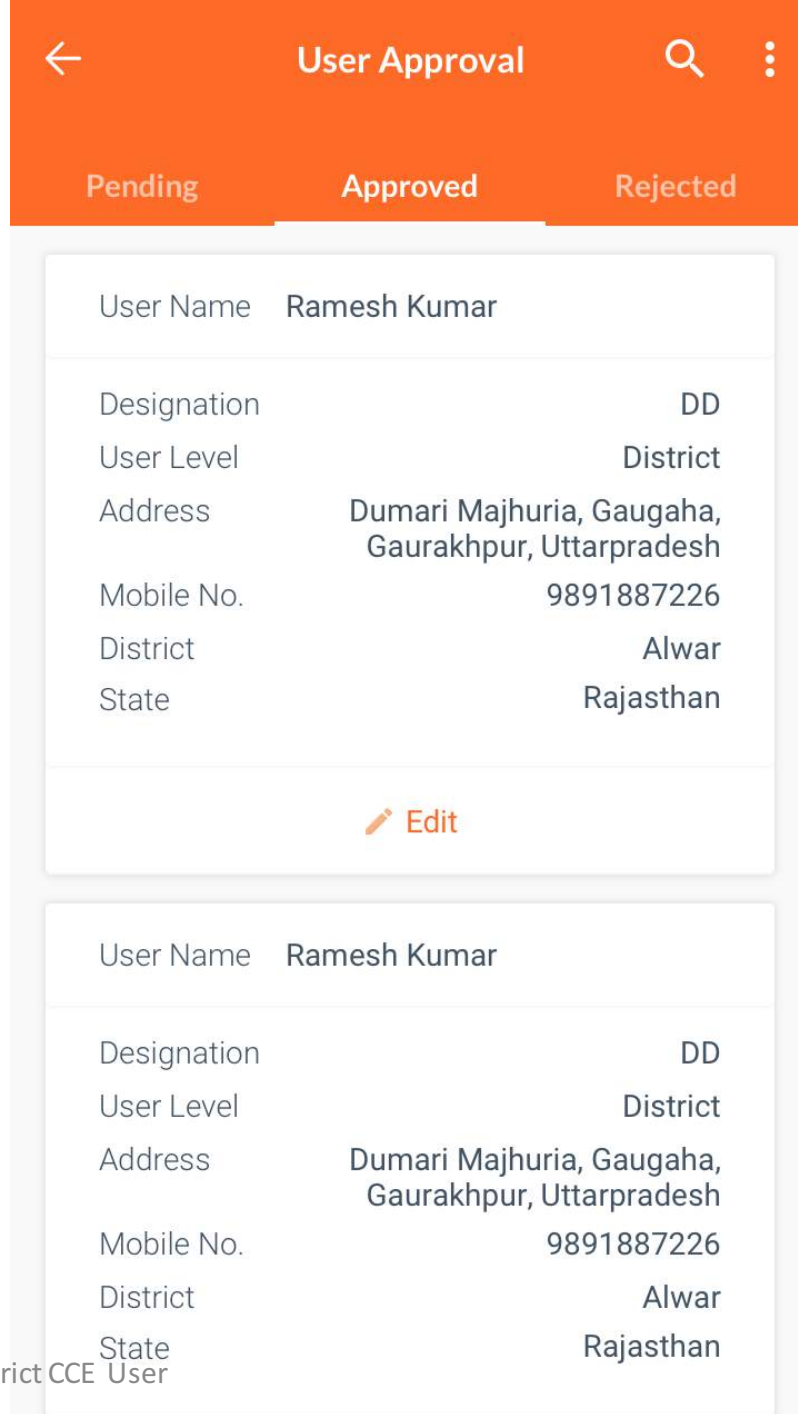 User Approval
Pending Approved Rejected
User Name Ramesh Kumar
Designation DD
User Level District
Address Dumari Majhuria, Gaugaha,
Gaurakhpur, Uttarpradesh
Mobile No. 9891887226
District Alwar
State Rajasthan
Edit
User Name Ramesh Kumar
Designation DD
User Level District
Address Dumari Majhuria, Gaugaha,
Gaurakhpur, Uttarpradesh
Mobile No. 9891887226
District Alwar
State Rajasthan
rict CCE User